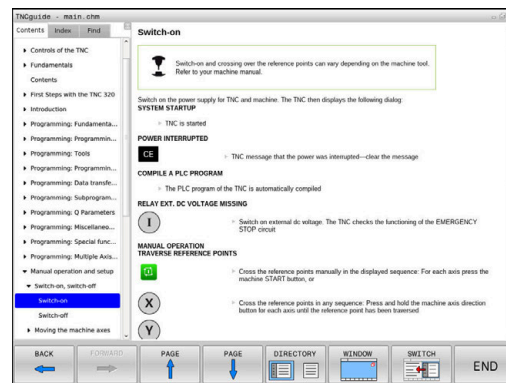 TNCguide - main.chm
Contents Index Find
Controls of the TNC
Fundamentals
Contents
First Steps with the TNC 320
Introduction
Programming: Fundamenta...
Programming: Programmin...
Programming: Tools
Programming: Programmin...
Programming: Data transfe...
Programming: Subprogram...
Programming: Q Parameters
Programming: Miscellaneo...
Programming: Special func...
Programming: Multiple Axis...
Manual operation and setup
Switch-on, switch-off
Switch-on
Switch-off
Moving the machine axes
Switch-on
Switch-on and crossing over the reference points can vary depending on the machine tool.
Refer to your machine manual.
Switch on the power supply for TNC and machine. The TNC then displays the following dialog:
SYSTEM STARTUP
TNC is started
POWER INTERRUPTED
CE
TNC message that the power was interrupted—clear the message
COMPILE A PLC PROGRAM
The PLC program of the TNC is automatically compiled
RELAY EXT. DC VOLTAGE MISSING
I
Switch on external dc voltage. The TNC checks the functioning of the EMERGENCY
STOP circuit
MANUAL OPERATION
TRAVERSE REFERENCE POINTS
Cross the reference points manually in the displayed sequence: For each axis press the
machine START button, or
X
Cross the reference points in any sequence: Press and hold the machine axis direction
button for each axis until the reference point has been traversed
Y
BACK
FORWARD
PAGE
PAGE
DIRECTORY
WINDOW
SWITCH
END